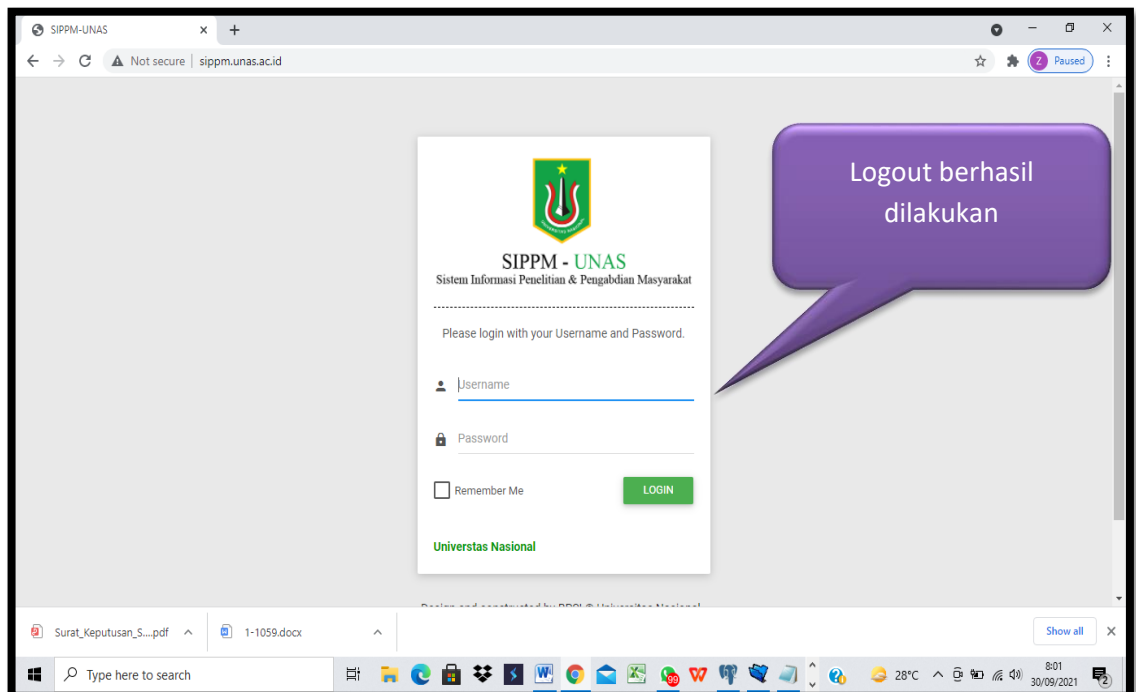 SIPPM-UNAS
Not secure
sippm.unas.ac.id
Z Paused
Logout berhasil
dilakukan
SIPPM - UNAS
Sistem Informasi Penelitian & Pengabdian Masyarakat
Please login with your Username and Password.
Username
Password
Remember Me
LOGIN
Universtas Nasional
Surat_Keputusan_S....pdf
1-1059.docx
Show all
Type here to search
99
28°C
8:01
30/09/2021
2